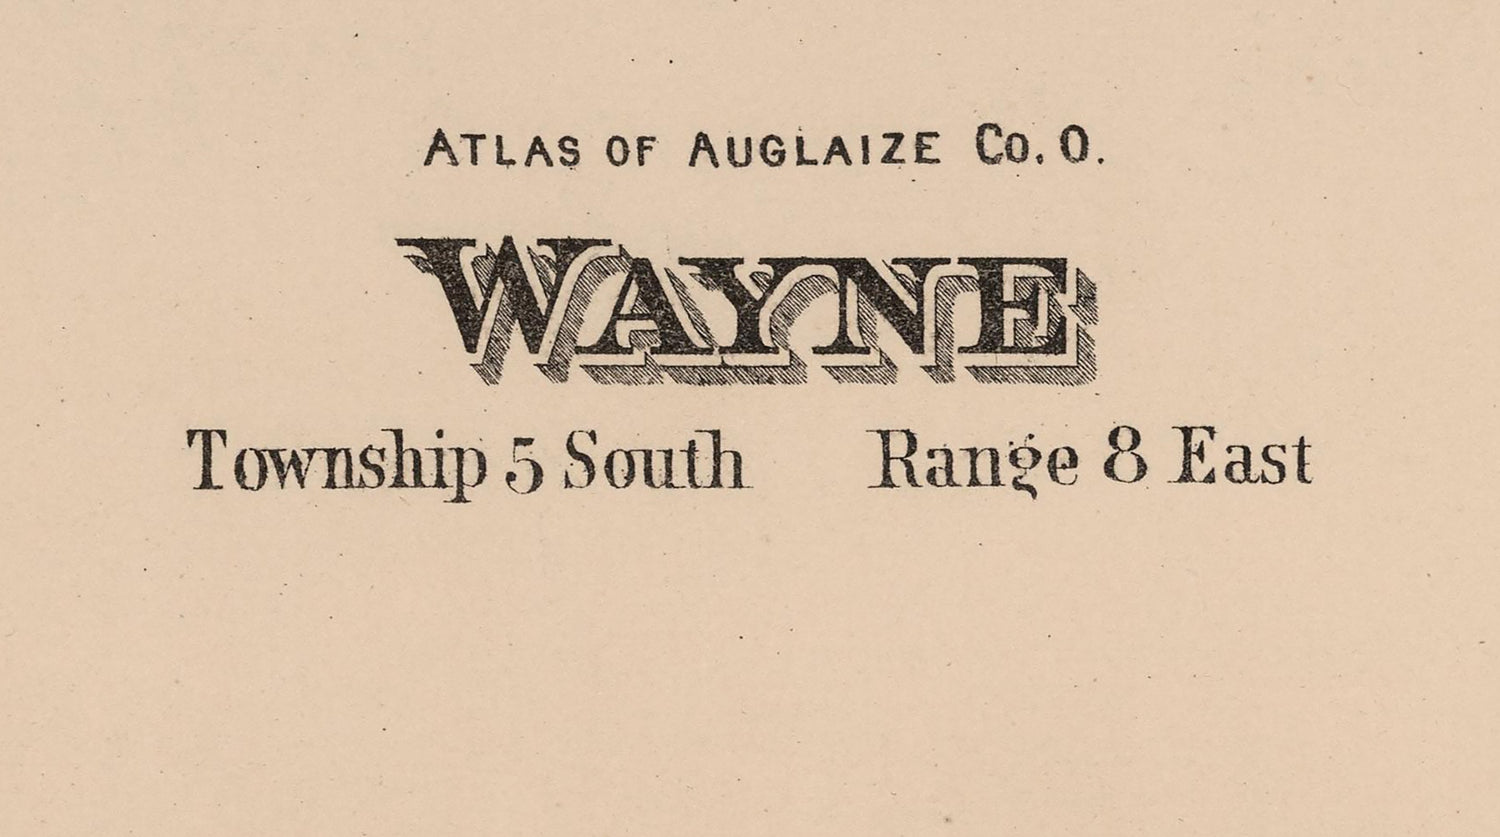 ATLAS OF AUGLAIZE CO. O.
WAYNE
Township 5 South Range 8 East